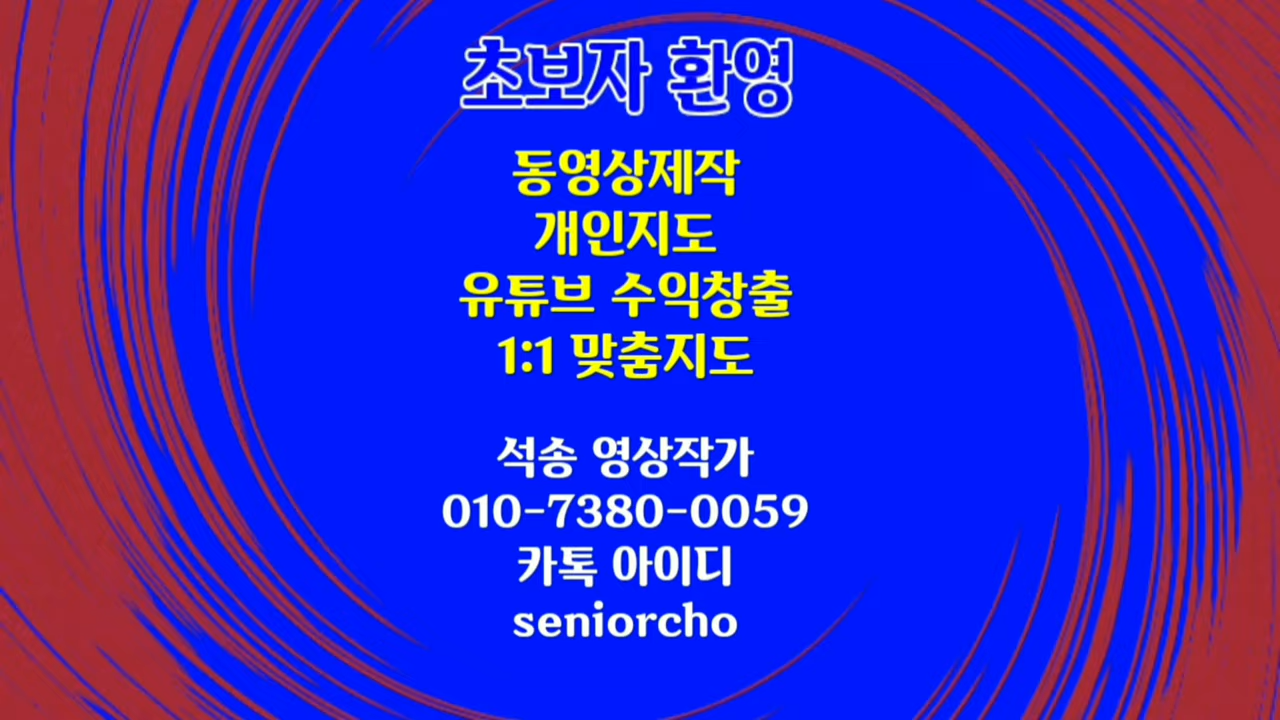 초보자 환영
동영상제작
개인지도
유튜브 수익창출
1:1 맞춤지도
석송 영상작가
010-7380-0059
카톡 아이디
seniorcho